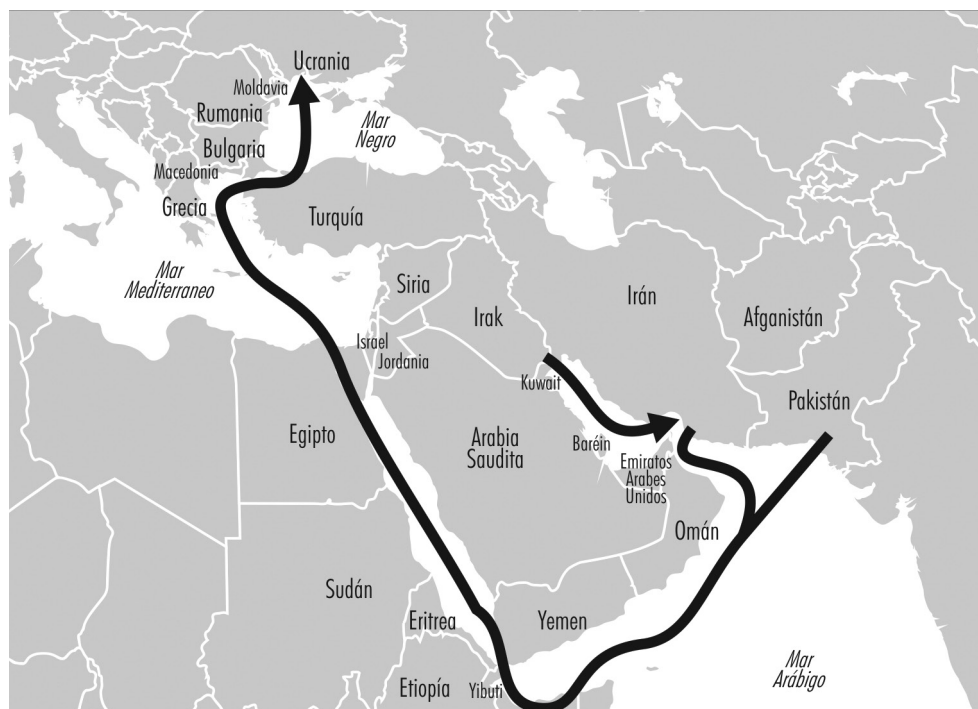 Ucrania
Moldavia
Rumania
Mar
Negro
Bulgaria
Macedonia
Grecia
Turquía
Mar
Mediterraneo
Siria
Irak
Irán
Afganistán
Israel
Jordania
Kuwait
Pakistán
Egipto
Arabia
Saudita
Baréin
Emiratos
Arabes
Unidos
Omán
Sudán
Eritrea
Yemen
Etiopía
Yibuti
Mar
Arábigo